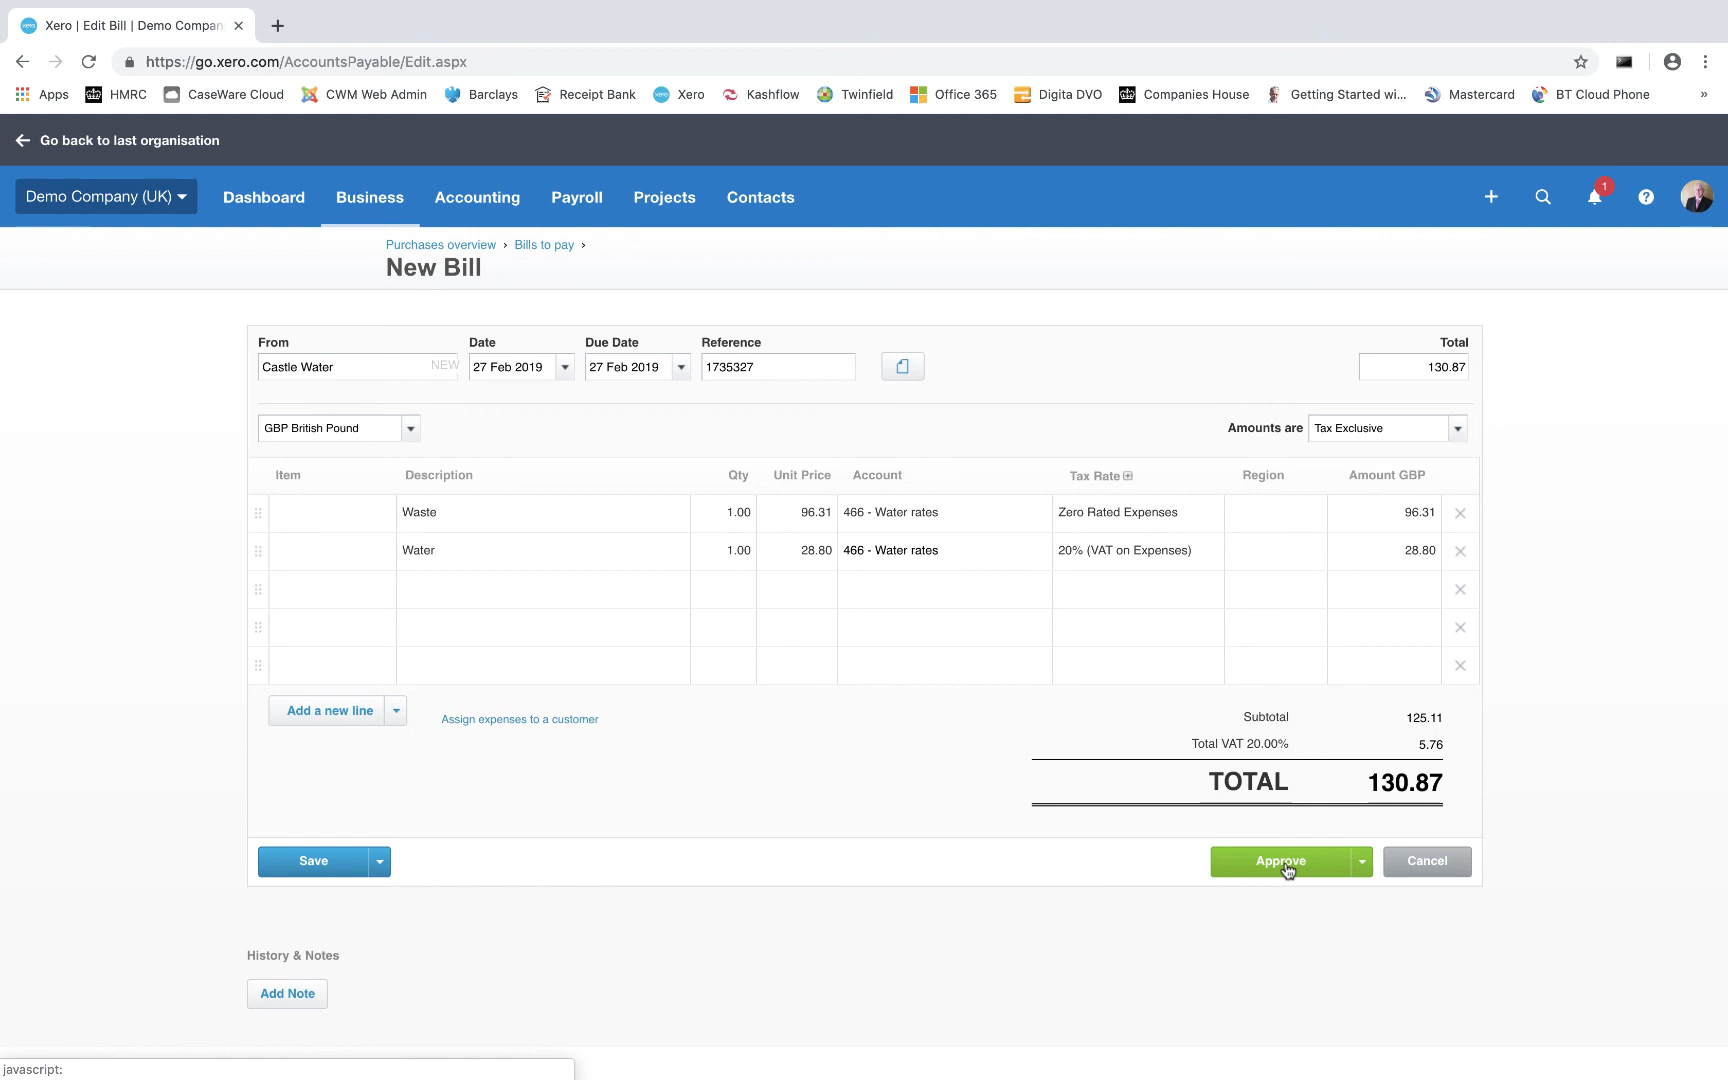 Xero | Edit Bill | Demo Compan
https://go.xero.com/AccountsPayable/Edit.aspx
Apps HMRC CaseWare Cloud CWM Web Admin Barclays Receipt Bank Xero Kashflow Twinfield Office 365 Digita DVO Companies House Getting Started wi... Mastercard BT Cloud Phone »
Go back to last organisation
Demo Company (UK) Dashboard Business Accounting Payroll Projects Contacts 1
Purchases overview › Bills to pay ›
New Bill
From Date Due Date Reference Total
Castle Water NEW 27 Feb 2019 27 Feb 2019 1735327 130.87
GBP British Pound Amounts are Tax Exclusive
Item Description Qty Unit Price Account Tax Rate Region Amount GBP
Waste 1.00 96.31 466 - Water rates Zero Rated Expenses 96.31
Water 1.00 28.80 466 - Water rates 20% (VAT on Expenses) 28.80
Add a new line Assign expenses to a customer Subtotal 125.11
Total VAT 20.00% 5.76
TOTAL 130.87
Save Approve Cancel
History & Notes
Add Note
javascript: